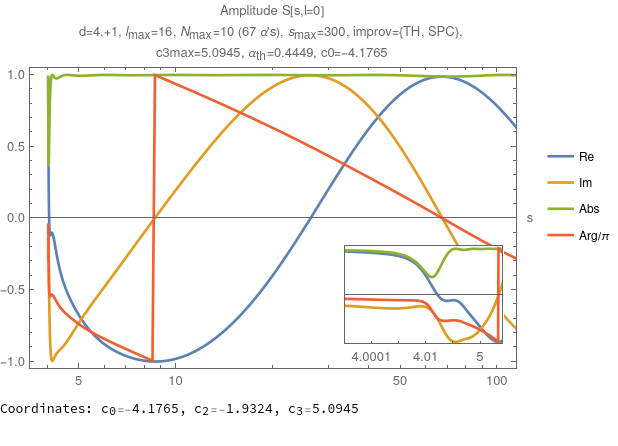 Amplitude S[s,l=0]
d=4.+1, lmax=16, Nmax=10 (67 α's), smax=300, improv={TH, SPC},
c3max=5.0945, αth=0.4449, c0=-4.1765
1.0
0.5
0.0
-0.5
-1.0
5
10
50
100
s
4.0001
4.01
5
Re
Im
Abs
Arg/π
Coordinates: c0=-4.1765, c2=-1.9324, c3=5.0945